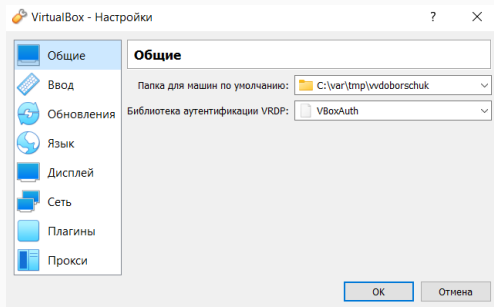 VirtualBox - Настройки
?
Общие
Ввод
Обновления
Язык
Дисплей
Сеть
Плагины
Прокси
Общие
Папка для машин по умолчанию: C:\var\tmp\vvdoborschuk
Библиотека аутентификации VRDP: VBoxAuth
OK Отмена